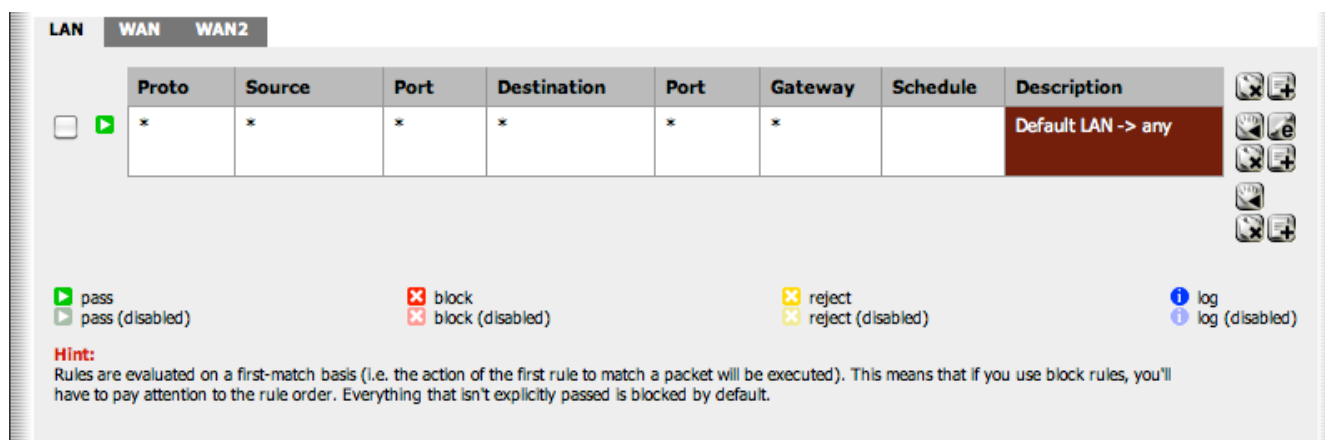 LAN WAN WAN2
Proto Source Port Destination Port Gateway Schedule Description
* * * * * * Default LAN -> any
pass block reject log
pass (disabled) block (disabled) reject (disabled) log (disabled)
Hint:
Rules are evaluated on a first-match basis (i.e. the action of the first rule to match a packet will be executed). This means that if you use block rules, you'll
have to pay attention to the rule order. Everything that isn't explicitly passed is blocked by default.